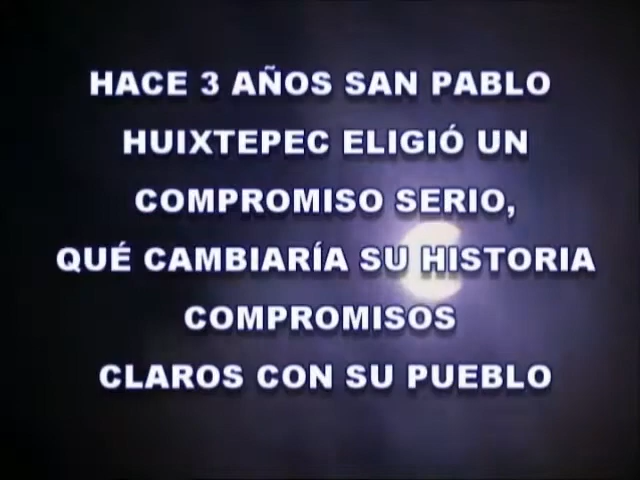 HACE 3 AÑOS SAN PABLO
HUIXTEPEC ELIGIÓ UN
COMPROMISO SERIO,
QUÉ CAMBIARÍA SU HISTORIA
COMPROMISOS
CLAROS CON SU PUEBLO